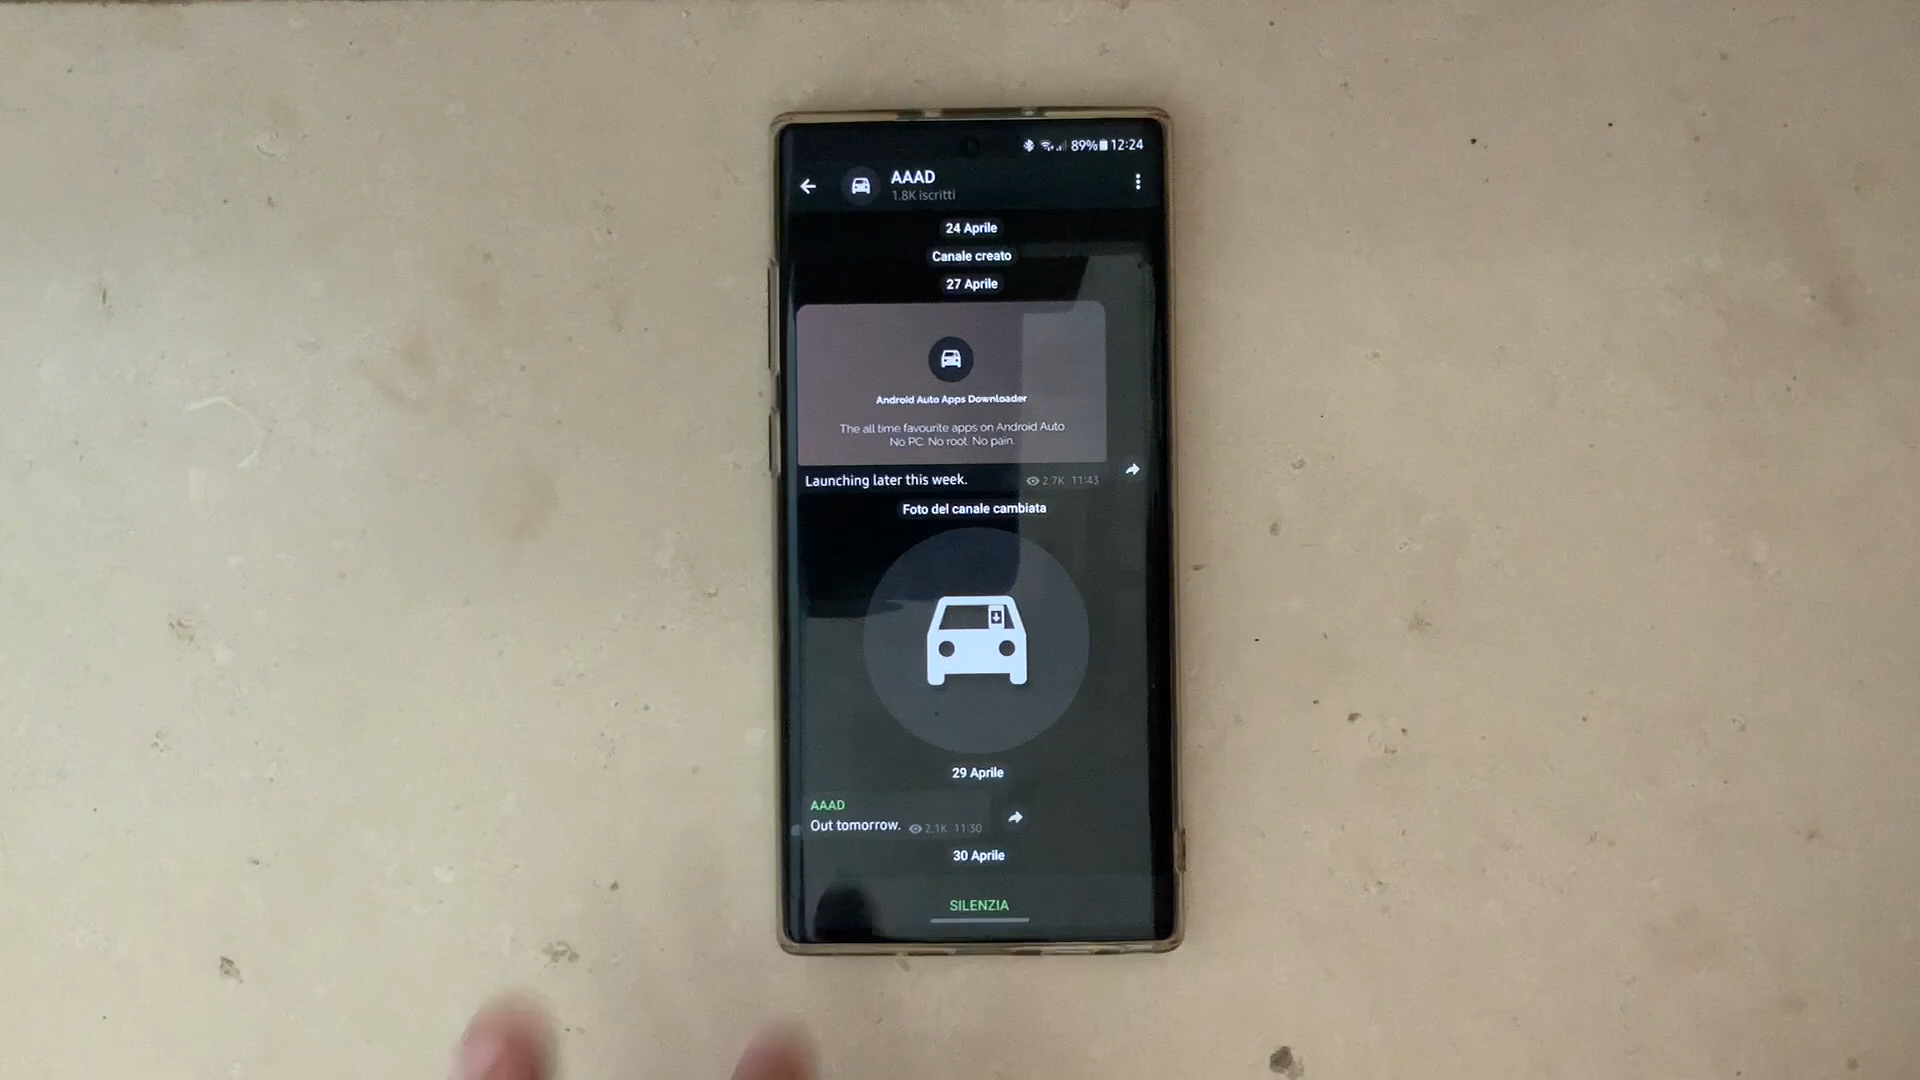 89% 12:24
AAAD
1.8K iscritti
24 Aprile
Canale creato
27 Aprile
Android Auto Apps Downloader
The all time favourite apps on Android Auto
No PC. No root. No pain.
Launching later this week. 2.7K 11:43
Foto del canale cambiata
29 Aprile
AAAD
Out tomorrow. 2.1K 11:30
30 Aprile
SILENZIA